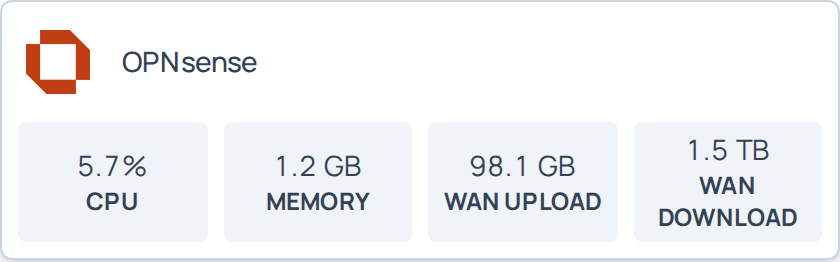 OPNsense
5.7%
CPU
1.2 GB
MEMORY
98.1 GB
WAN UPLOAD
1.5 TB
WAN
DOWNLOAD